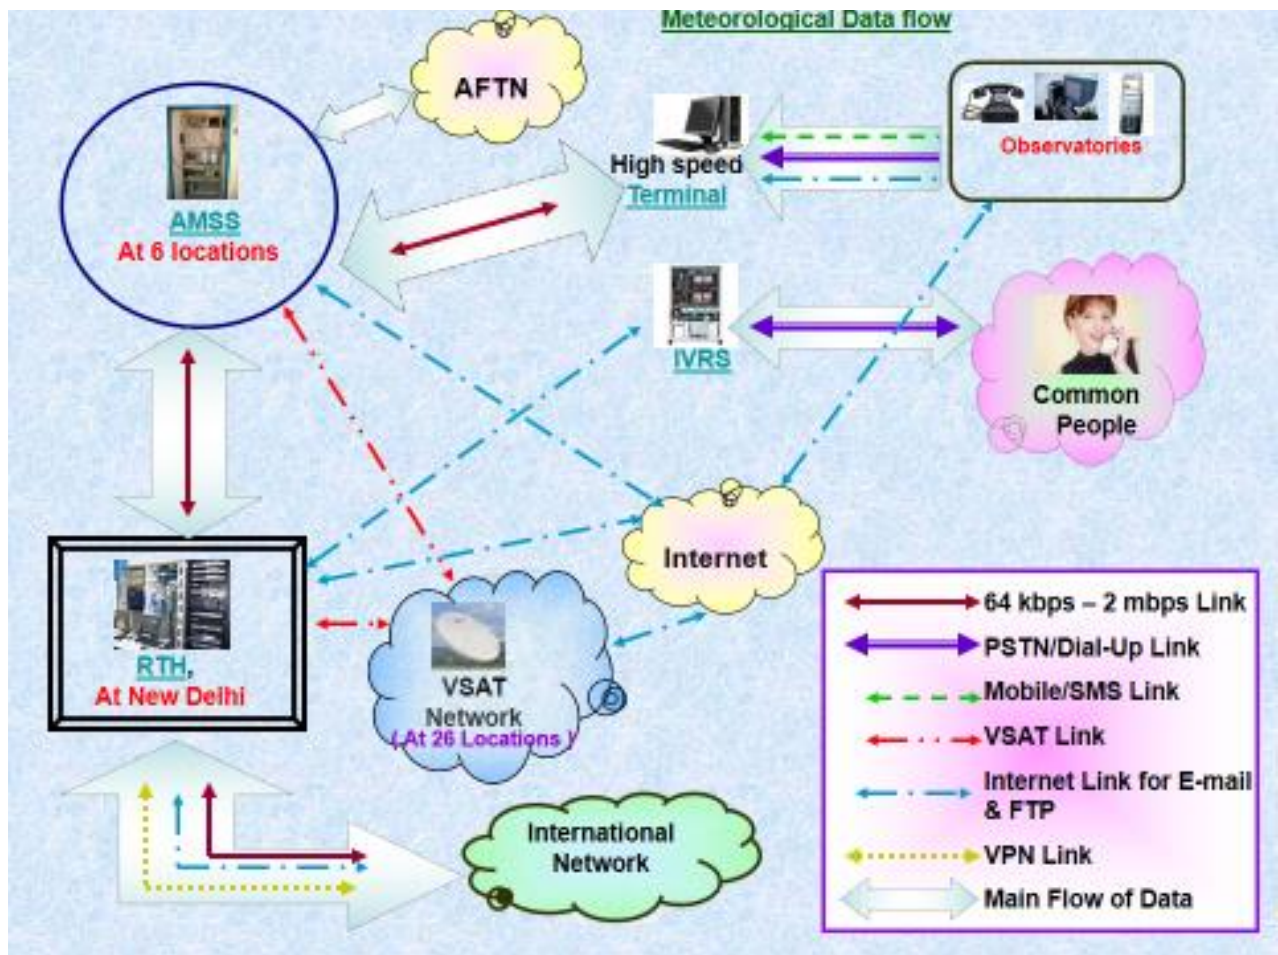 Meteorological Data flow
AFTN
AMSS
At 6 locations
High speed
Terminal
Observatories
IVRS
Common
People
Internet
RTH,
At New Delhi
VSAT
Network
( At 26 Locations )
International
Network
64 kbps – 2 mbps Link
PSTN/Dial-Up Link
Mobile/SMS Link
VSAT Link
Internet Link for E-mail
& FTP
VPN Link
Main Flow of Data